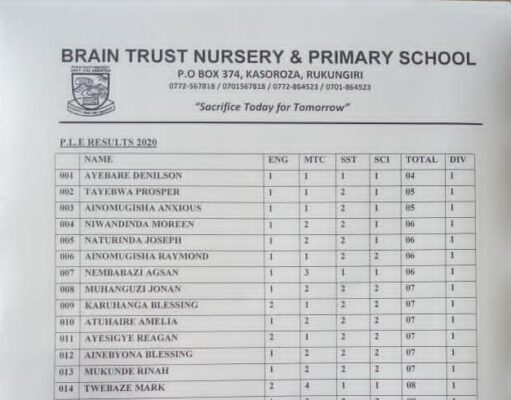 BRAIN TRUST NURSERY & PRIMARY SCHOOL
P.O BOX 374, KASOROZA, RUKUNGIRI
0772-567818 / 0701567818 / 0772-864523 / 0701-864523
"Sacrifice Today for Tomorrow"
P.L.E RESULTS 2020
NAME ENG MTC SST SCI TOTAL DIV
001 AYEBARE DENILSON 1 1 1 1 04 1
002 TAYEBWA PROSPER 1 1 2 1 05 1
003 AINOMUGISHA ANXIOUS 1 1 2 1 05 1
004 NIWANDINDA MOREEN 1 2 2 1 06 1
005 NATURINDA JOSEPH 1 2 2 1 06 1
006 AINOMUGISHA RAYMOND 1 1 2 2 06 1
007 NEMBABAZI AGSAN 1 3 1 1 06 1
008 MUHANGUZI JONAN 1 2 2 2 07 1
009 KARUHANGA BLESSING 2 1 2 2 07 1
010 ATUHAIRE AMELIA 1 2 2 2 07 1
011 AYESIGYE REAGAN 2 1 2 2 07 1
012 AINEBYONA BLESSING 1 2 2 2 07 1
013 MUKUNDE RINAH 1 2 2 2 07 1
014 TWEBAZE MARK 2 4 1 1 08 1